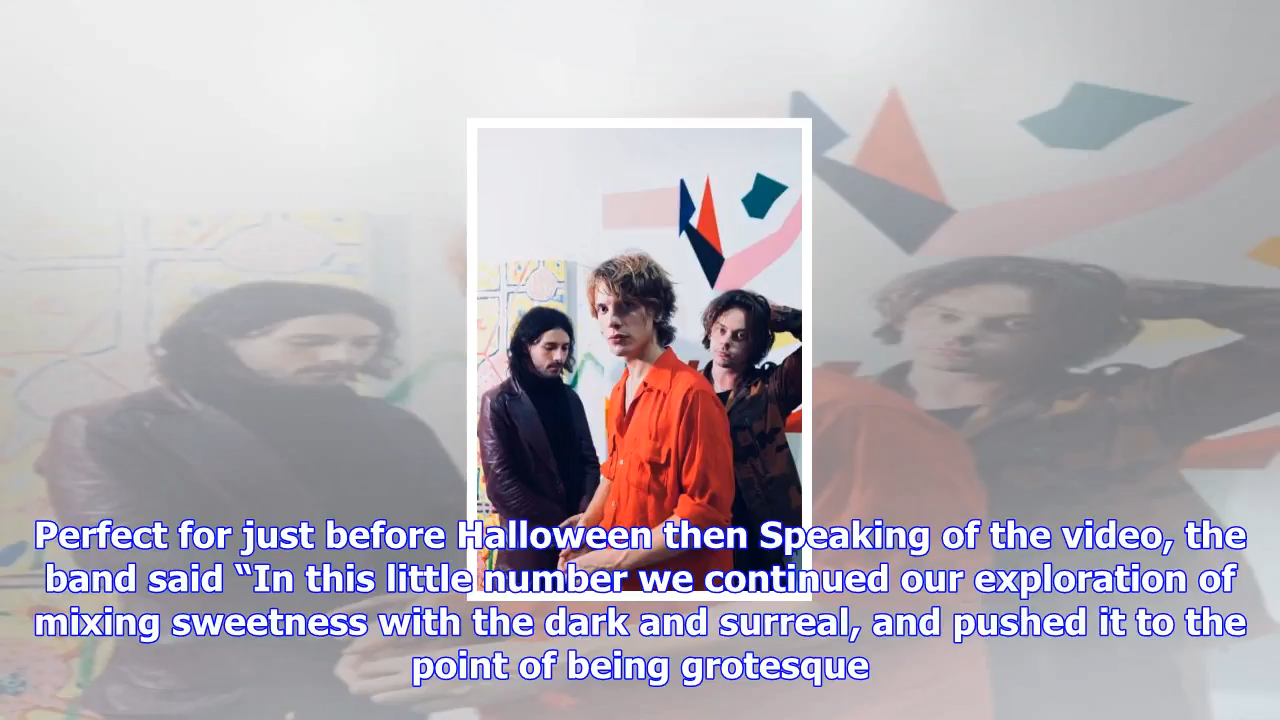 Perfect for just before Halloween then Speaking of the video, the
band said “In this little number we continued our exploration of
mixing sweetness with the dark and surreal, and pushed it to the
point of being grotesque